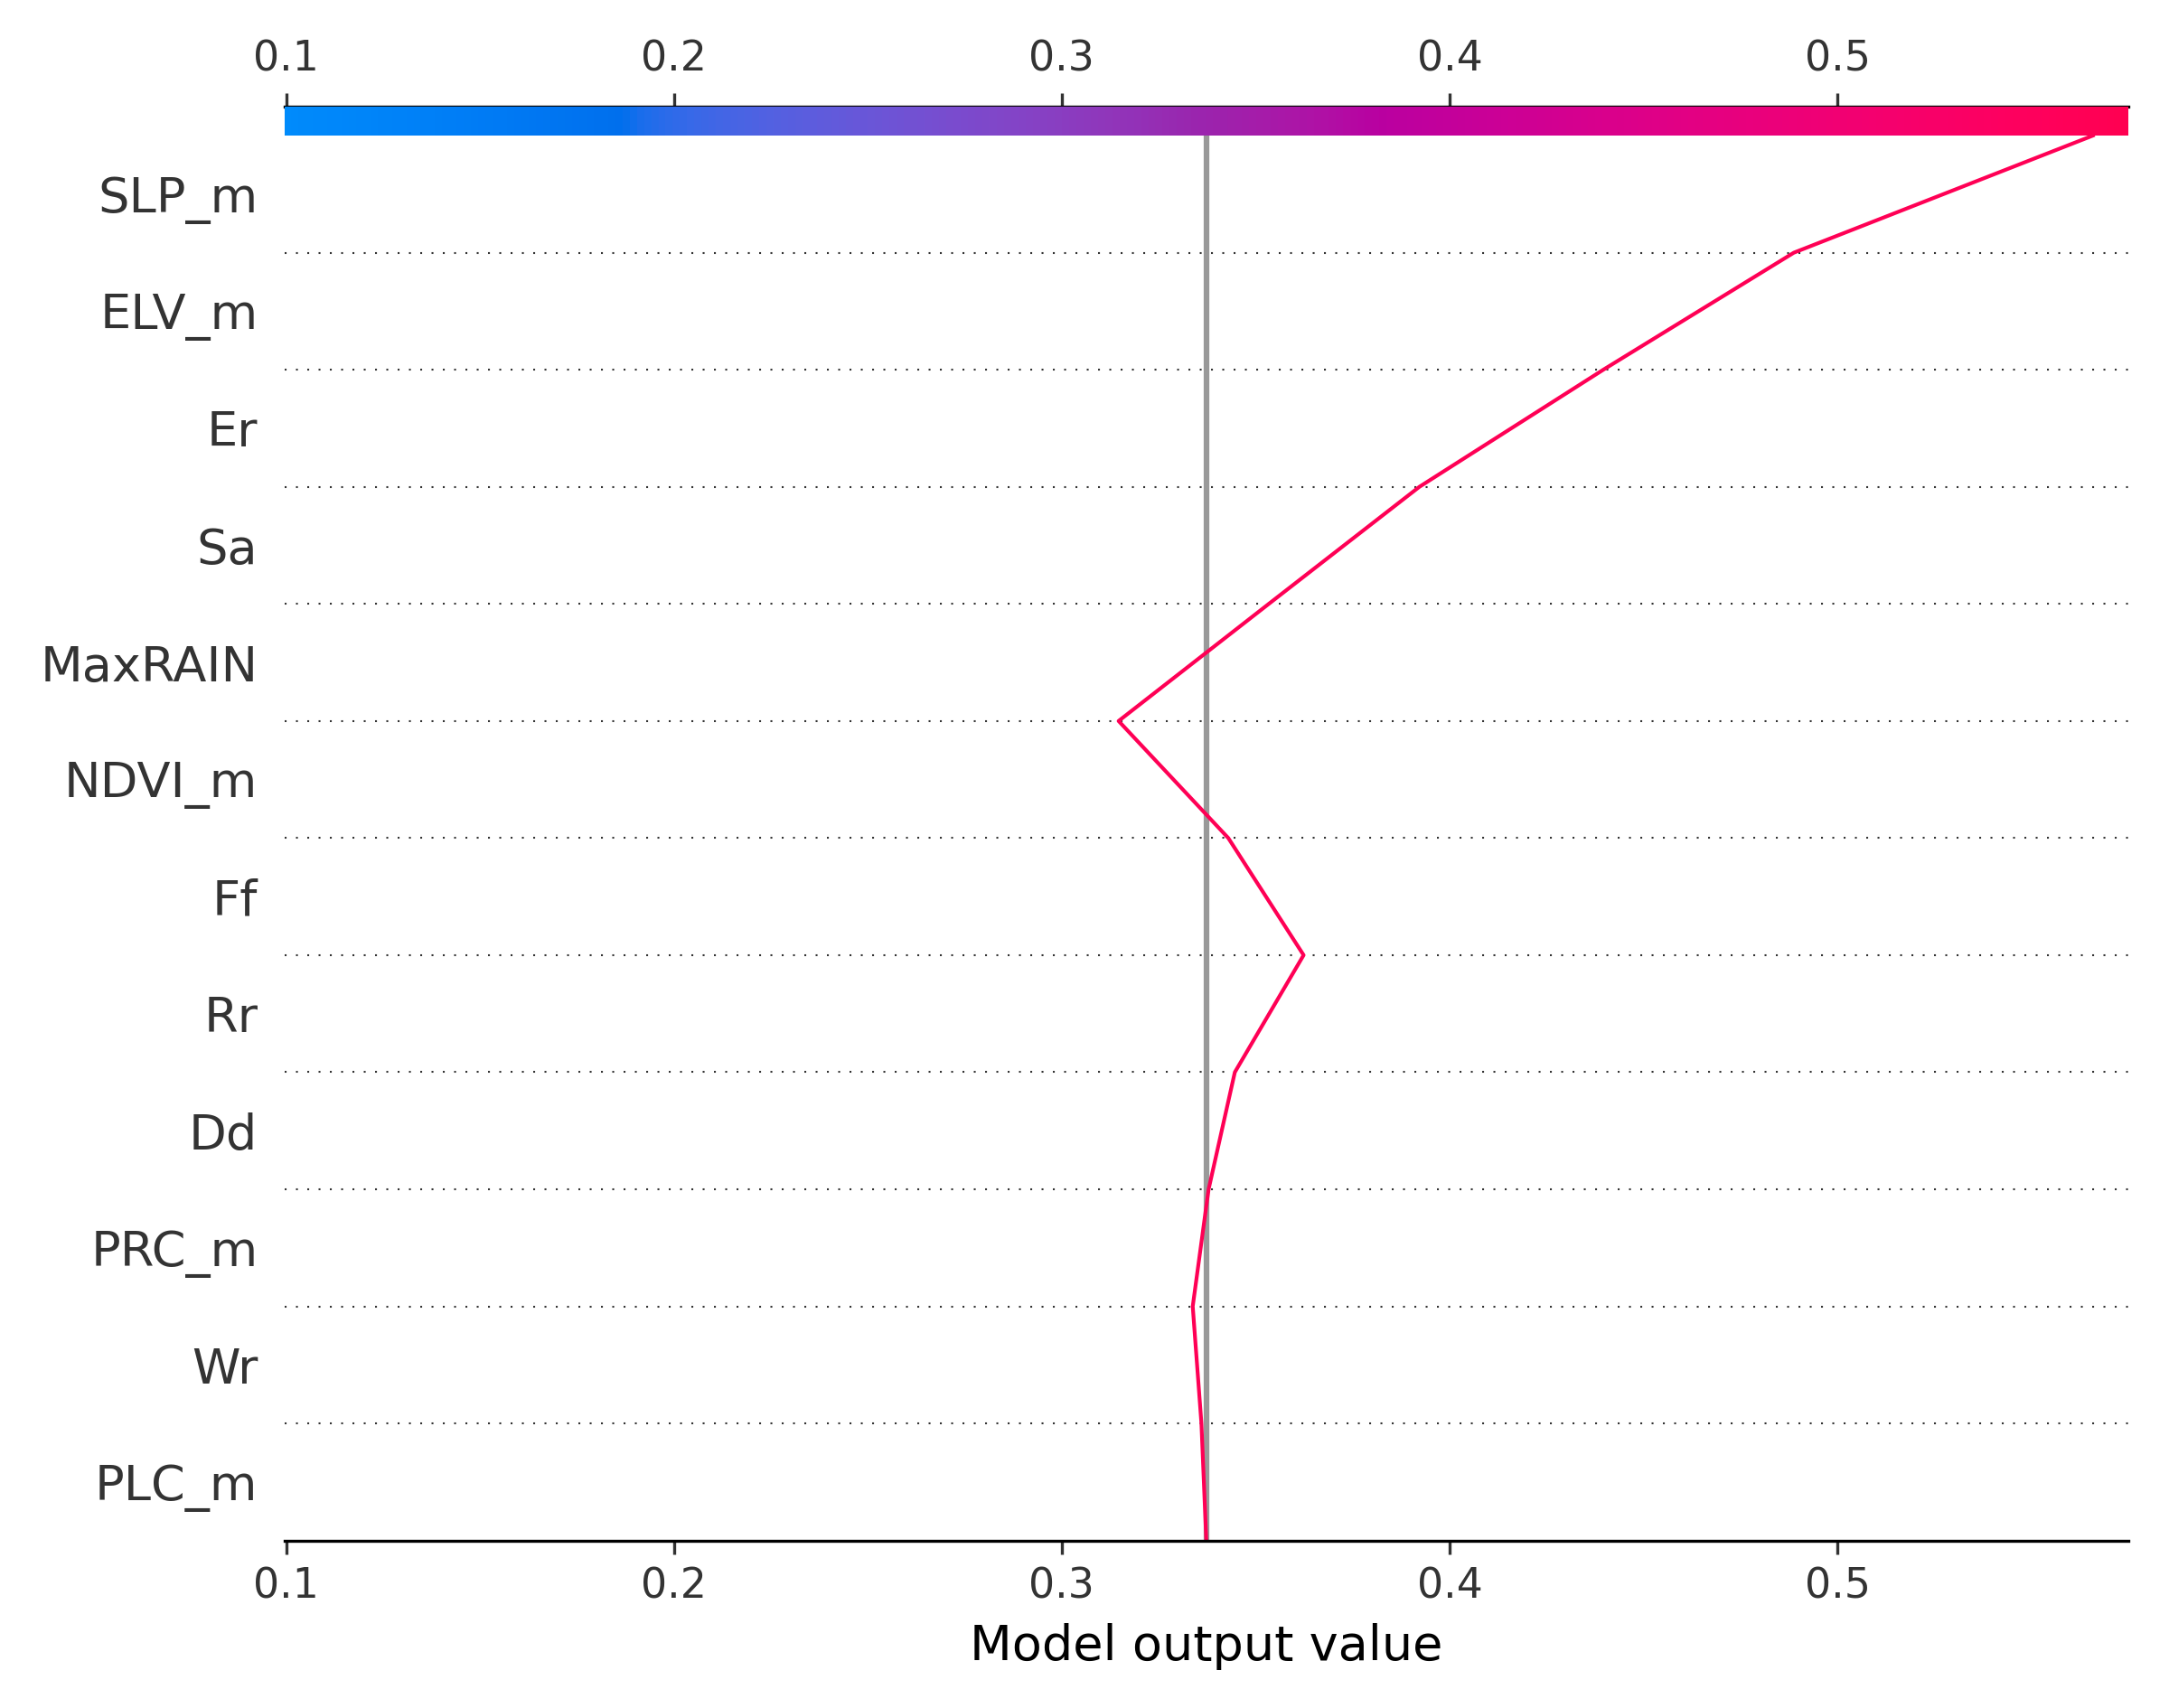 0.1 0.2 0.3 0.4 0.5
SLP_m
ELV_m
Er
Sa
MaxRAIN
NDVI_m
Ff
Rr
Dd
PRC_m
Wr
PLC_m
0.1 0.2 0.3 0.4 0.5
Model output value